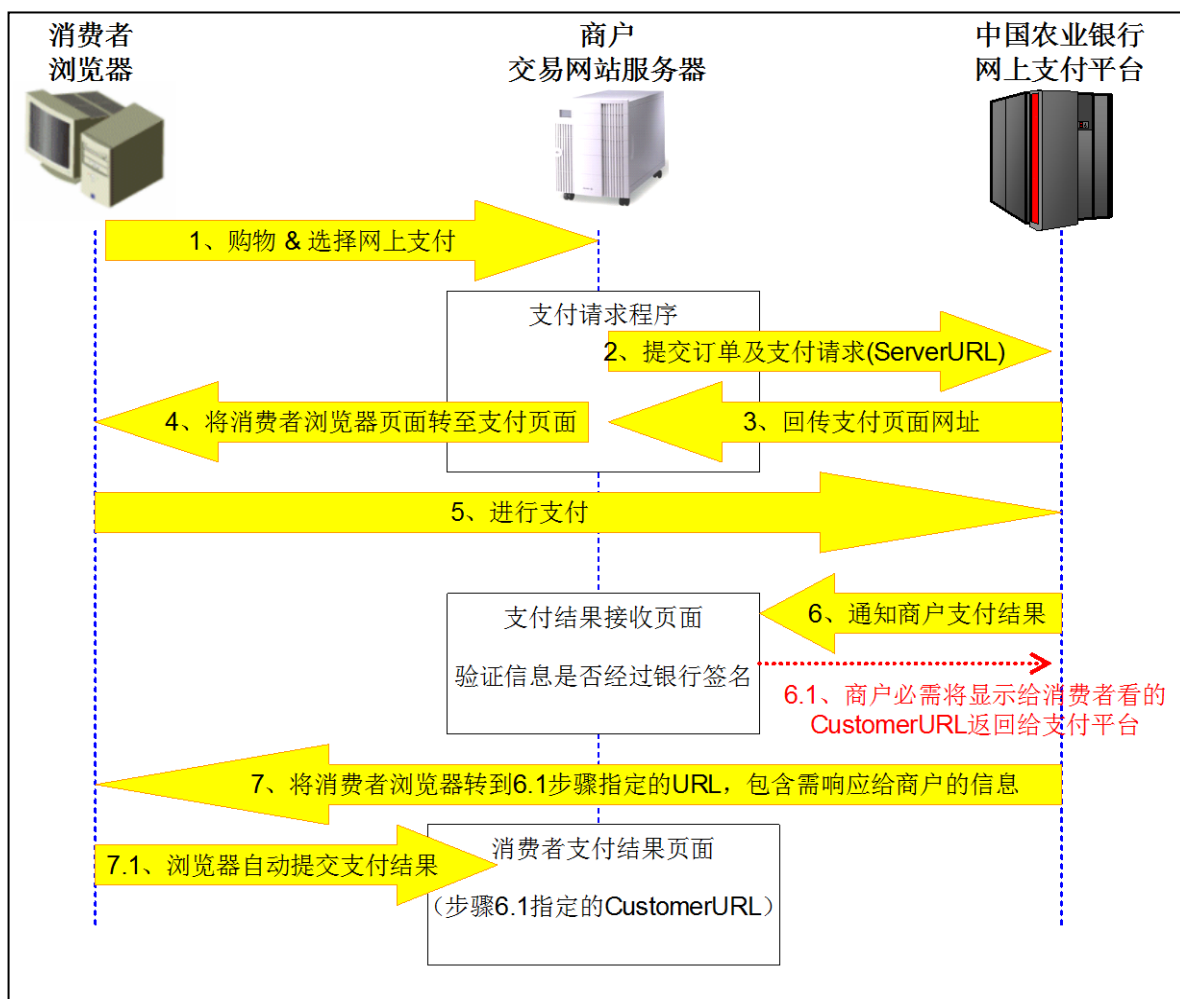 消费者
浏览器
商户
交易网站服务器
中国农业银行
网上支付平台
1、购物 & 选择网上支付
支付请求程序
2、提交订单及支付请求(ServerURL)
4、将消费者浏览器页面转至支付页面
3、回传支付页面网址
5、进行支付
支付结果接收页面
6、通知商户支付结果
验证信息是否经过银行签名
6.1、商户必需将显示给消费者看的
CustomerURL返回给支付平台
7、将消费者浏览器转到6.1步骤指定的URL，包含需响应给商户的信息
消费者支付结果页面
7.1、浏览器自动提交支付结果
（步骤6.1指定的CustomerURL）